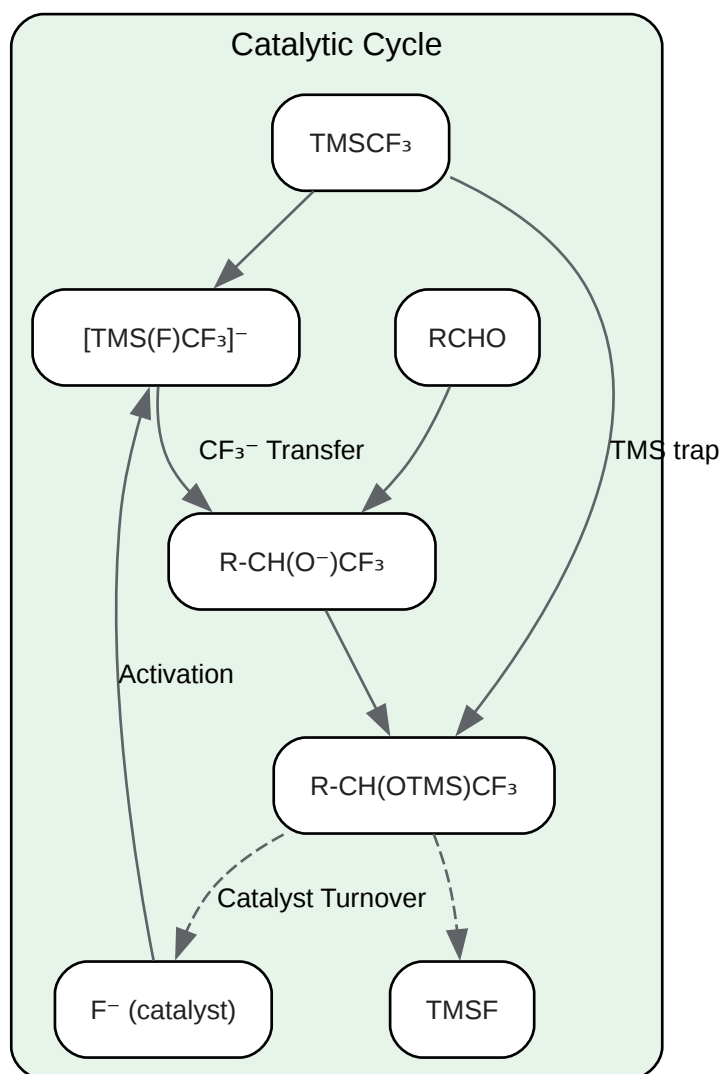 Catalytic Cycle
TMSCF₃
[TMS(F)CF₃]⁻
RCHO
CF₃⁻ Transfer
TMS trap
R-CH(O⁻)CF₃
Activation
R-CH(OTMS)CF₃
Catalyst Turnover
F⁻ (catalyst)
TMSF